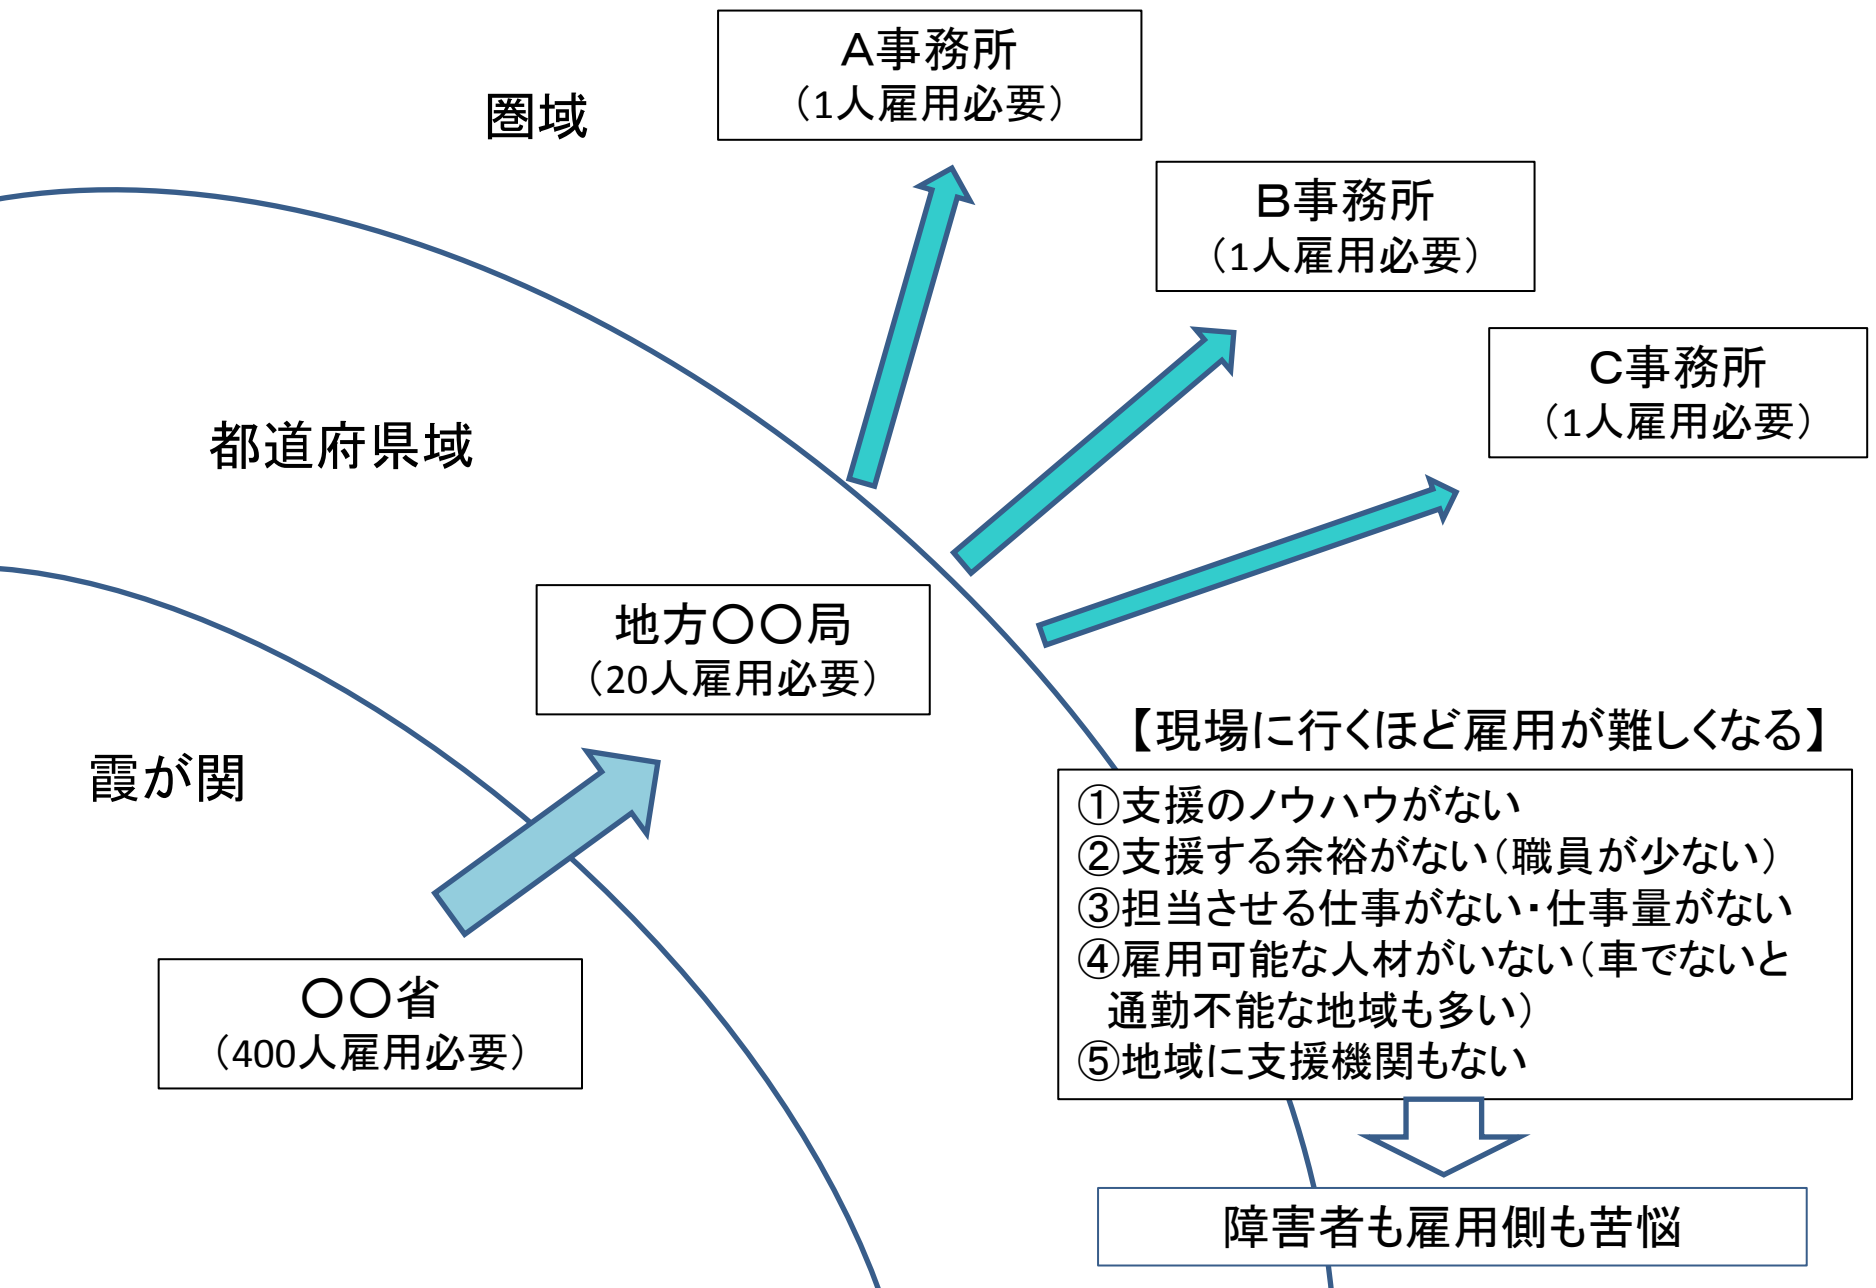 A事務所
（1人雇用必要）
圏域
B事務所
（1人雇用必要）
C事務所
（1人雇用必要）
都道府県域
地方〇〇局
（20人雇用必要）
【現場に行くほど雇用が難しくなる】
霞が関
①支援のノウハウがない
②支援する余裕がない（職員が少ない）
③担当させる仕事がない・仕事量がない
④雇用可能な人材がいない（車でないと
通勤不能な地域も多い）
⑤地域に支援機関もない
〇〇省
（400人雇用必要）
障害者も雇用側も苦悩